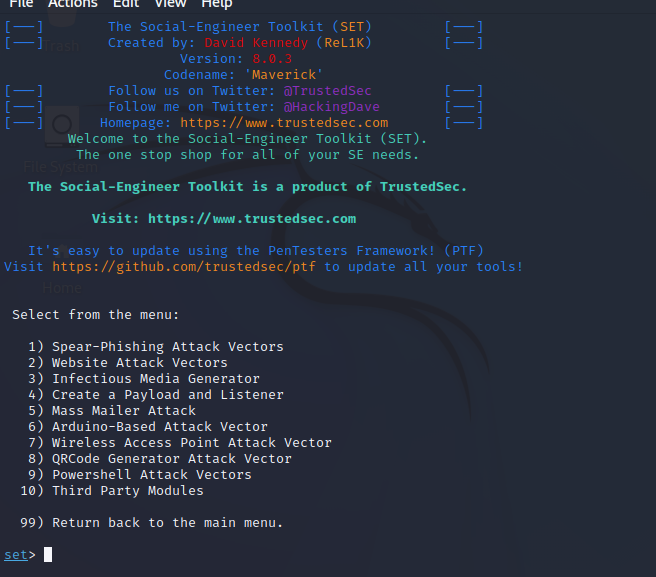 File Actions Edit View Help
[---] The Social-Engineer Toolkit (SET) [---]
[---] Created by: David Kennedy (ReL1K) [---]
Version: 8.0.3
Codename: 'Maverick'
[---] Follow us on Twitter: @TrustedSec [---]
[---] Follow me on Twitter: @HackingDave [---]
[---] Homepage: https://www.trustedsec.com [---]
Welcome to the Social-Engineer Toolkit (SET).
The one stop shop for all of your SE needs.
The Social-Engineer Toolkit is a product of TrustedSec.
Visit: https://www.trustedsec.com
It's easy to update using the PenTesters Framework! (PTF)
Visit https://github.com/trustedsec/ptf to update all your tools!
Select from the menu:
1) Spear-Phishing Attack Vectors
2) Website Attack Vectors
3) Infectious Media Generator
4) Create a Payload and Listener
5) Mass Mailer Attack
6) Arduino-Based Attack Vector
7) Wireless Access Point Attack Vector
8) QRCode Generator Attack Vector
9) Powershell Attack Vectors
10) Third Party Modules
99) Return back to the main menu.
set>
Trash
File System
Home